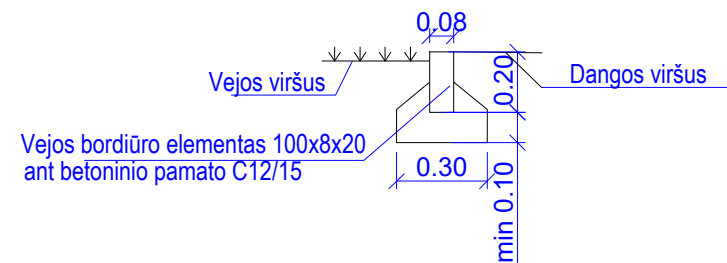 0.08
Vejos viršus
Dangos viršus
0.20
Vejos bordiūro elementas 100x8x20
ant betoninio pamato C12/15
0.30
min 0.10